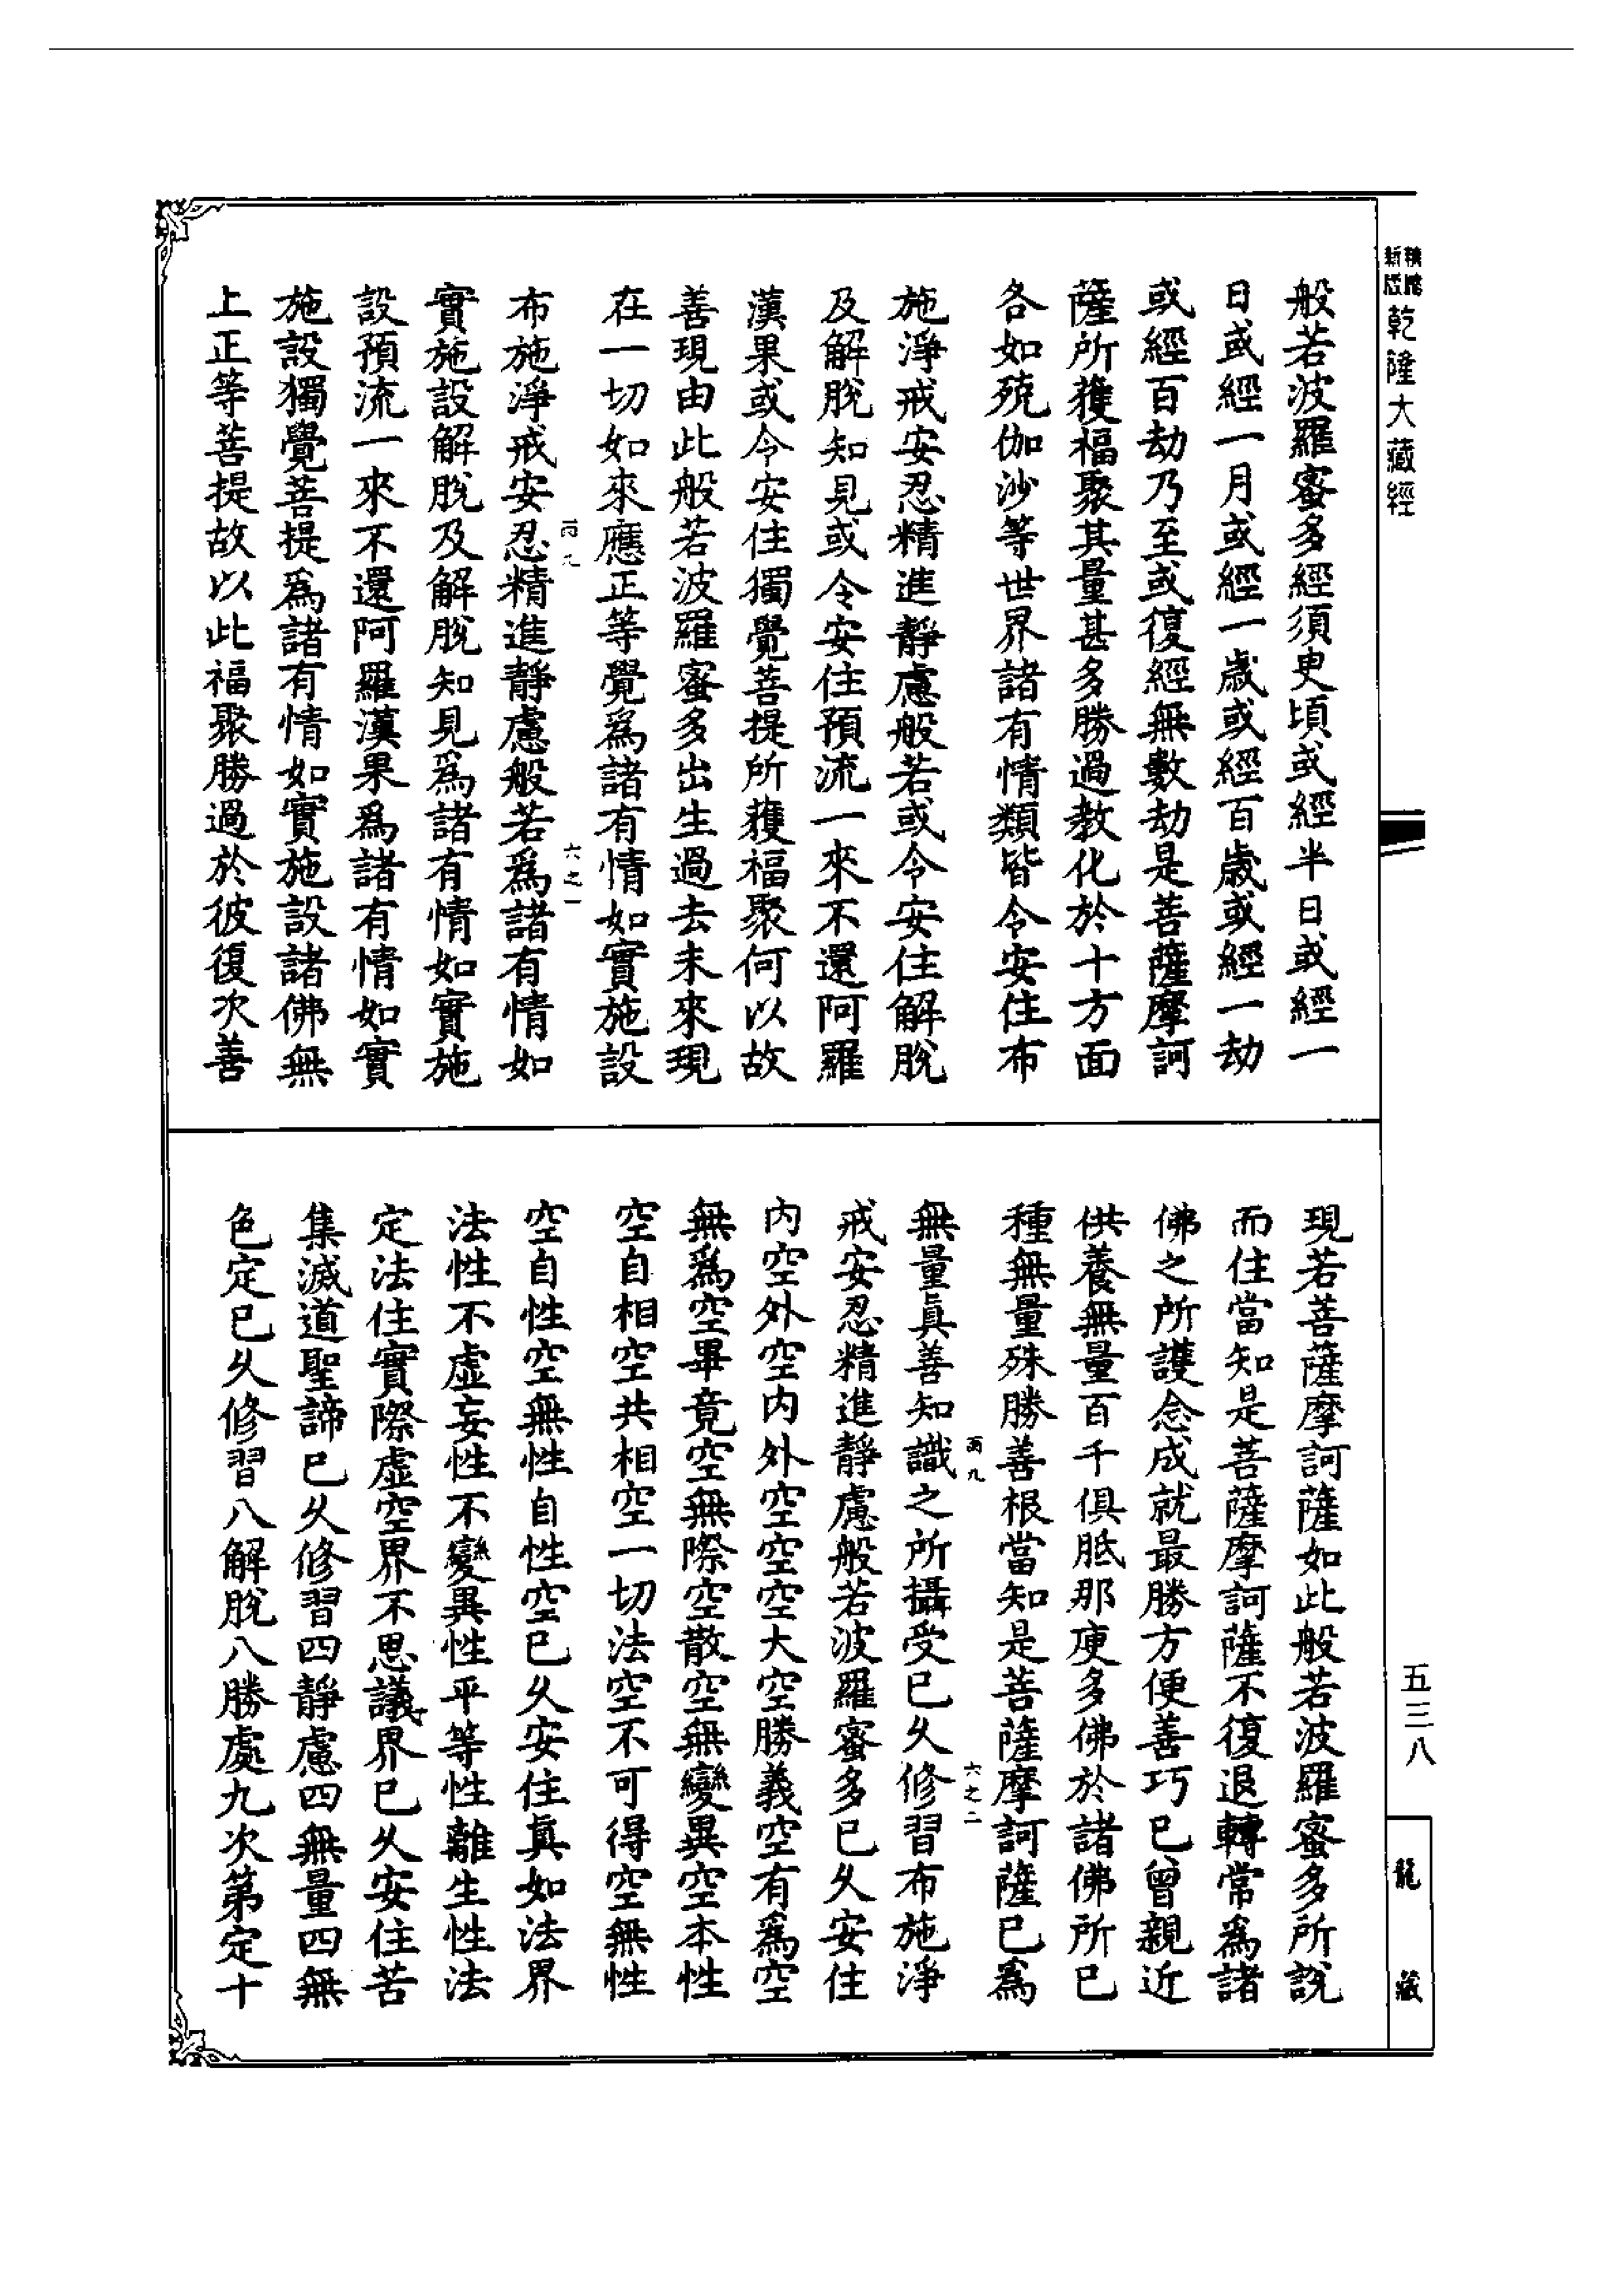 精鑴新版乾隆大藏經
般若波羅蜜多經須臾頃或經半日或經一
日或經一月或經一歲或經百歲或經一劫
或經百劫乃至或復經無數劫是菩薩摩訶
薩所獲福聚其量甚多勝過教化於十方面
各如殑伽沙等世界諸有情類皆令安住布
施淨戒安忍精進靜慮般若或令安住解脫
及解脫知見或令安住預流一來不還阿羅
漢果或令安住獨覺菩提所獲福聚何以故
善現由此般若波羅蜜多出生過去未來現
在一切如來應正等覺為諸有情如實施設
丙九 六之一
布施淨戒安忍精進靜慮般若為諸有情如
實施設解脫及解脫知見為諸有情如實施
設預流一來不還阿羅漢果為諸有情如實
施設獨覺菩提為諸有情如實施設諸佛無
上正等菩提故以此福聚勝過於彼復次善
現若菩薩摩訶薩如此般若波羅蜜多所說
而住當知是菩薩摩訶薩不復退轉常為諸
佛之所護念成就最勝方便善巧已曾親近
供養無量百千俱胝那庾多佛於諸佛所已
種無量殊勝善根當知是菩薩摩訶薩已為
丙九 六之二
無量真善知識之所攝受已久修習布施淨
戒安忍精進靜慮般若波羅蜜多已久安住
內空外空內外空空空大空勝義空有為空
無為空畢竟空無際空散空無變異空本性
空自相空共相空一切法空不可得空無性
空自性空無性自性空已久安住真如法界
法性不虛妄性不變異性平等性離生性法
定法住實際虛空界不思議界已久安住苦
集滅道聖諦已久修習四靜慮四無量四無
色定已久修習八解脫八勝處九次第定十
五三八
龍藏